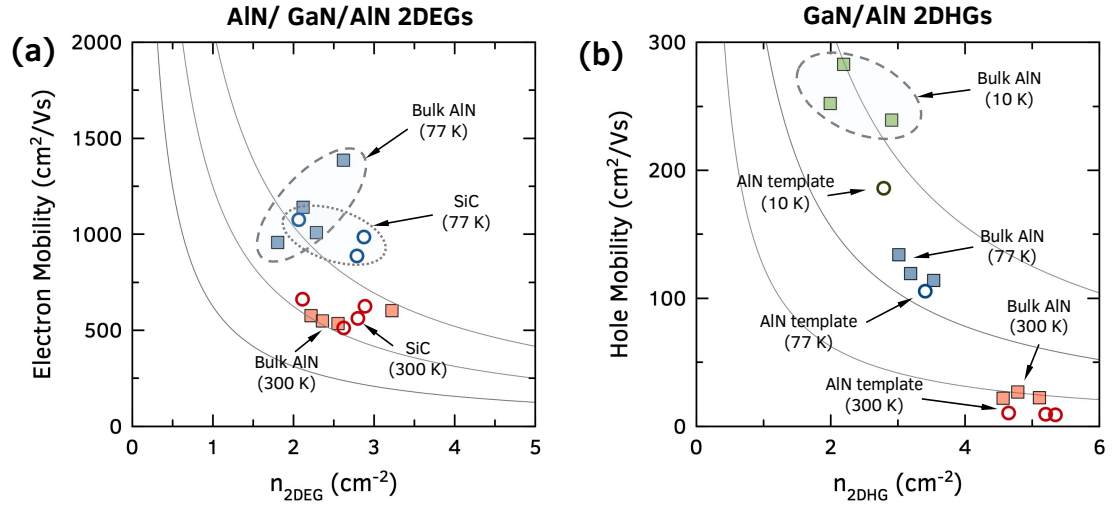 AlN/ GaN/AlN 2DEGs
(a)
2000
1500
1000
500
0
0
1
2
3
4
5
Electron Mobility (cm²/Vs)
n2DEG (cm-2)
Bulk AlN
(77 K)
SiC
(77 K)
Bulk AlN
(300 K)
SiC
(300 K)
GaN/AlN 2DHGs
(b)
300
200
100
0
0
2
4
6
Hole Mobility (cm²/Vs)
n2DHG (cm-2)
Bulk AlN
(10 K)
AlN template
(10 K)
Bulk AlN
(77 K)
AlN template
(77 K)
Bulk AlN
(300 K)
AlN template
(300 K)